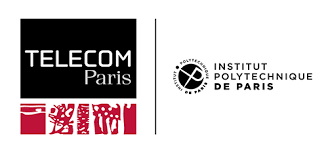 TELECOM
Paris
INSTITUT
POLYTECHNIQUE
DE PARIS